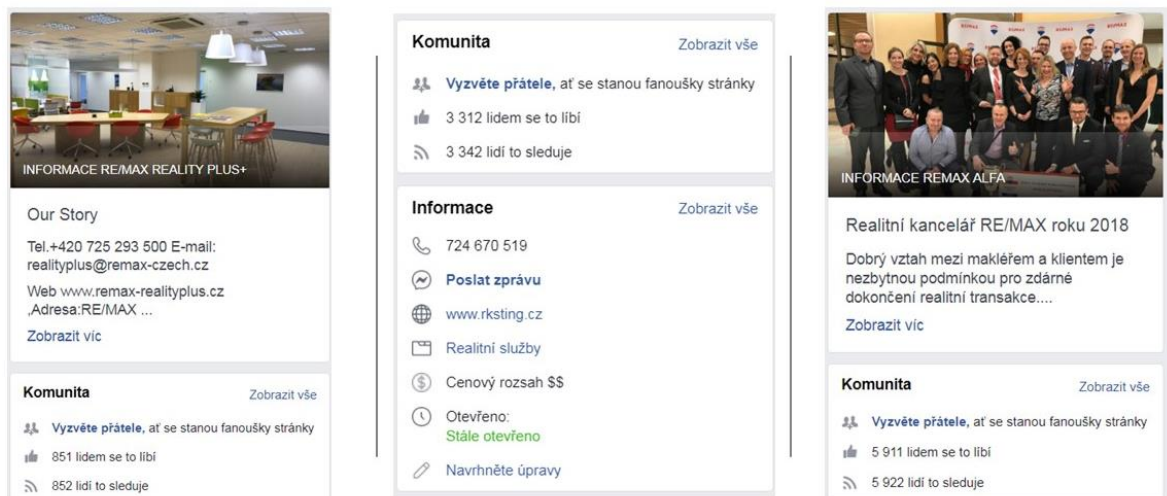 INFORMACE RE/MAX REALITY PLUS+
Our Story
Tel.+420 725 293 500 E-mail:
realityplus@remax-czech.cz
Web www.remax-realityplus.cz
,Adresa:RE/MAX ...
Zobrazit víc
Komunita
Zobrazit vše
Vyzvěte přátele, ať se stanou fanoušky stránky
851 lidem se to líbí
852 lidí to sleduje
Komunita
Zobrazit vše
Vyzvěte přátele, ať se stanou fanoušky stránky
3 312 lidem se to líbí
3 342 lidí to sleduje
Informace
Zobrazit vše
724 670 519
Poslat zprávu
www.rksting.cz
Realitní služby
Cenový rozsah $$
Otevřeno:
Stále otevřeno
Navrhněte úpravy
INFORMACE REMAX ALFA
Realitní kancelář RE/MAX roku 2018
Dobrý vztah mezi makléřem a klientem je
nezbytnou podmínkou pro zdárné
dokončení realitní transakce....
Zobrazit víc
Komunita
Zobrazit vše
Vyzvěte přátele, ať se stanou fanoušky stránky
5 911 lidem se to líbí
5 922 lidí to sleduje